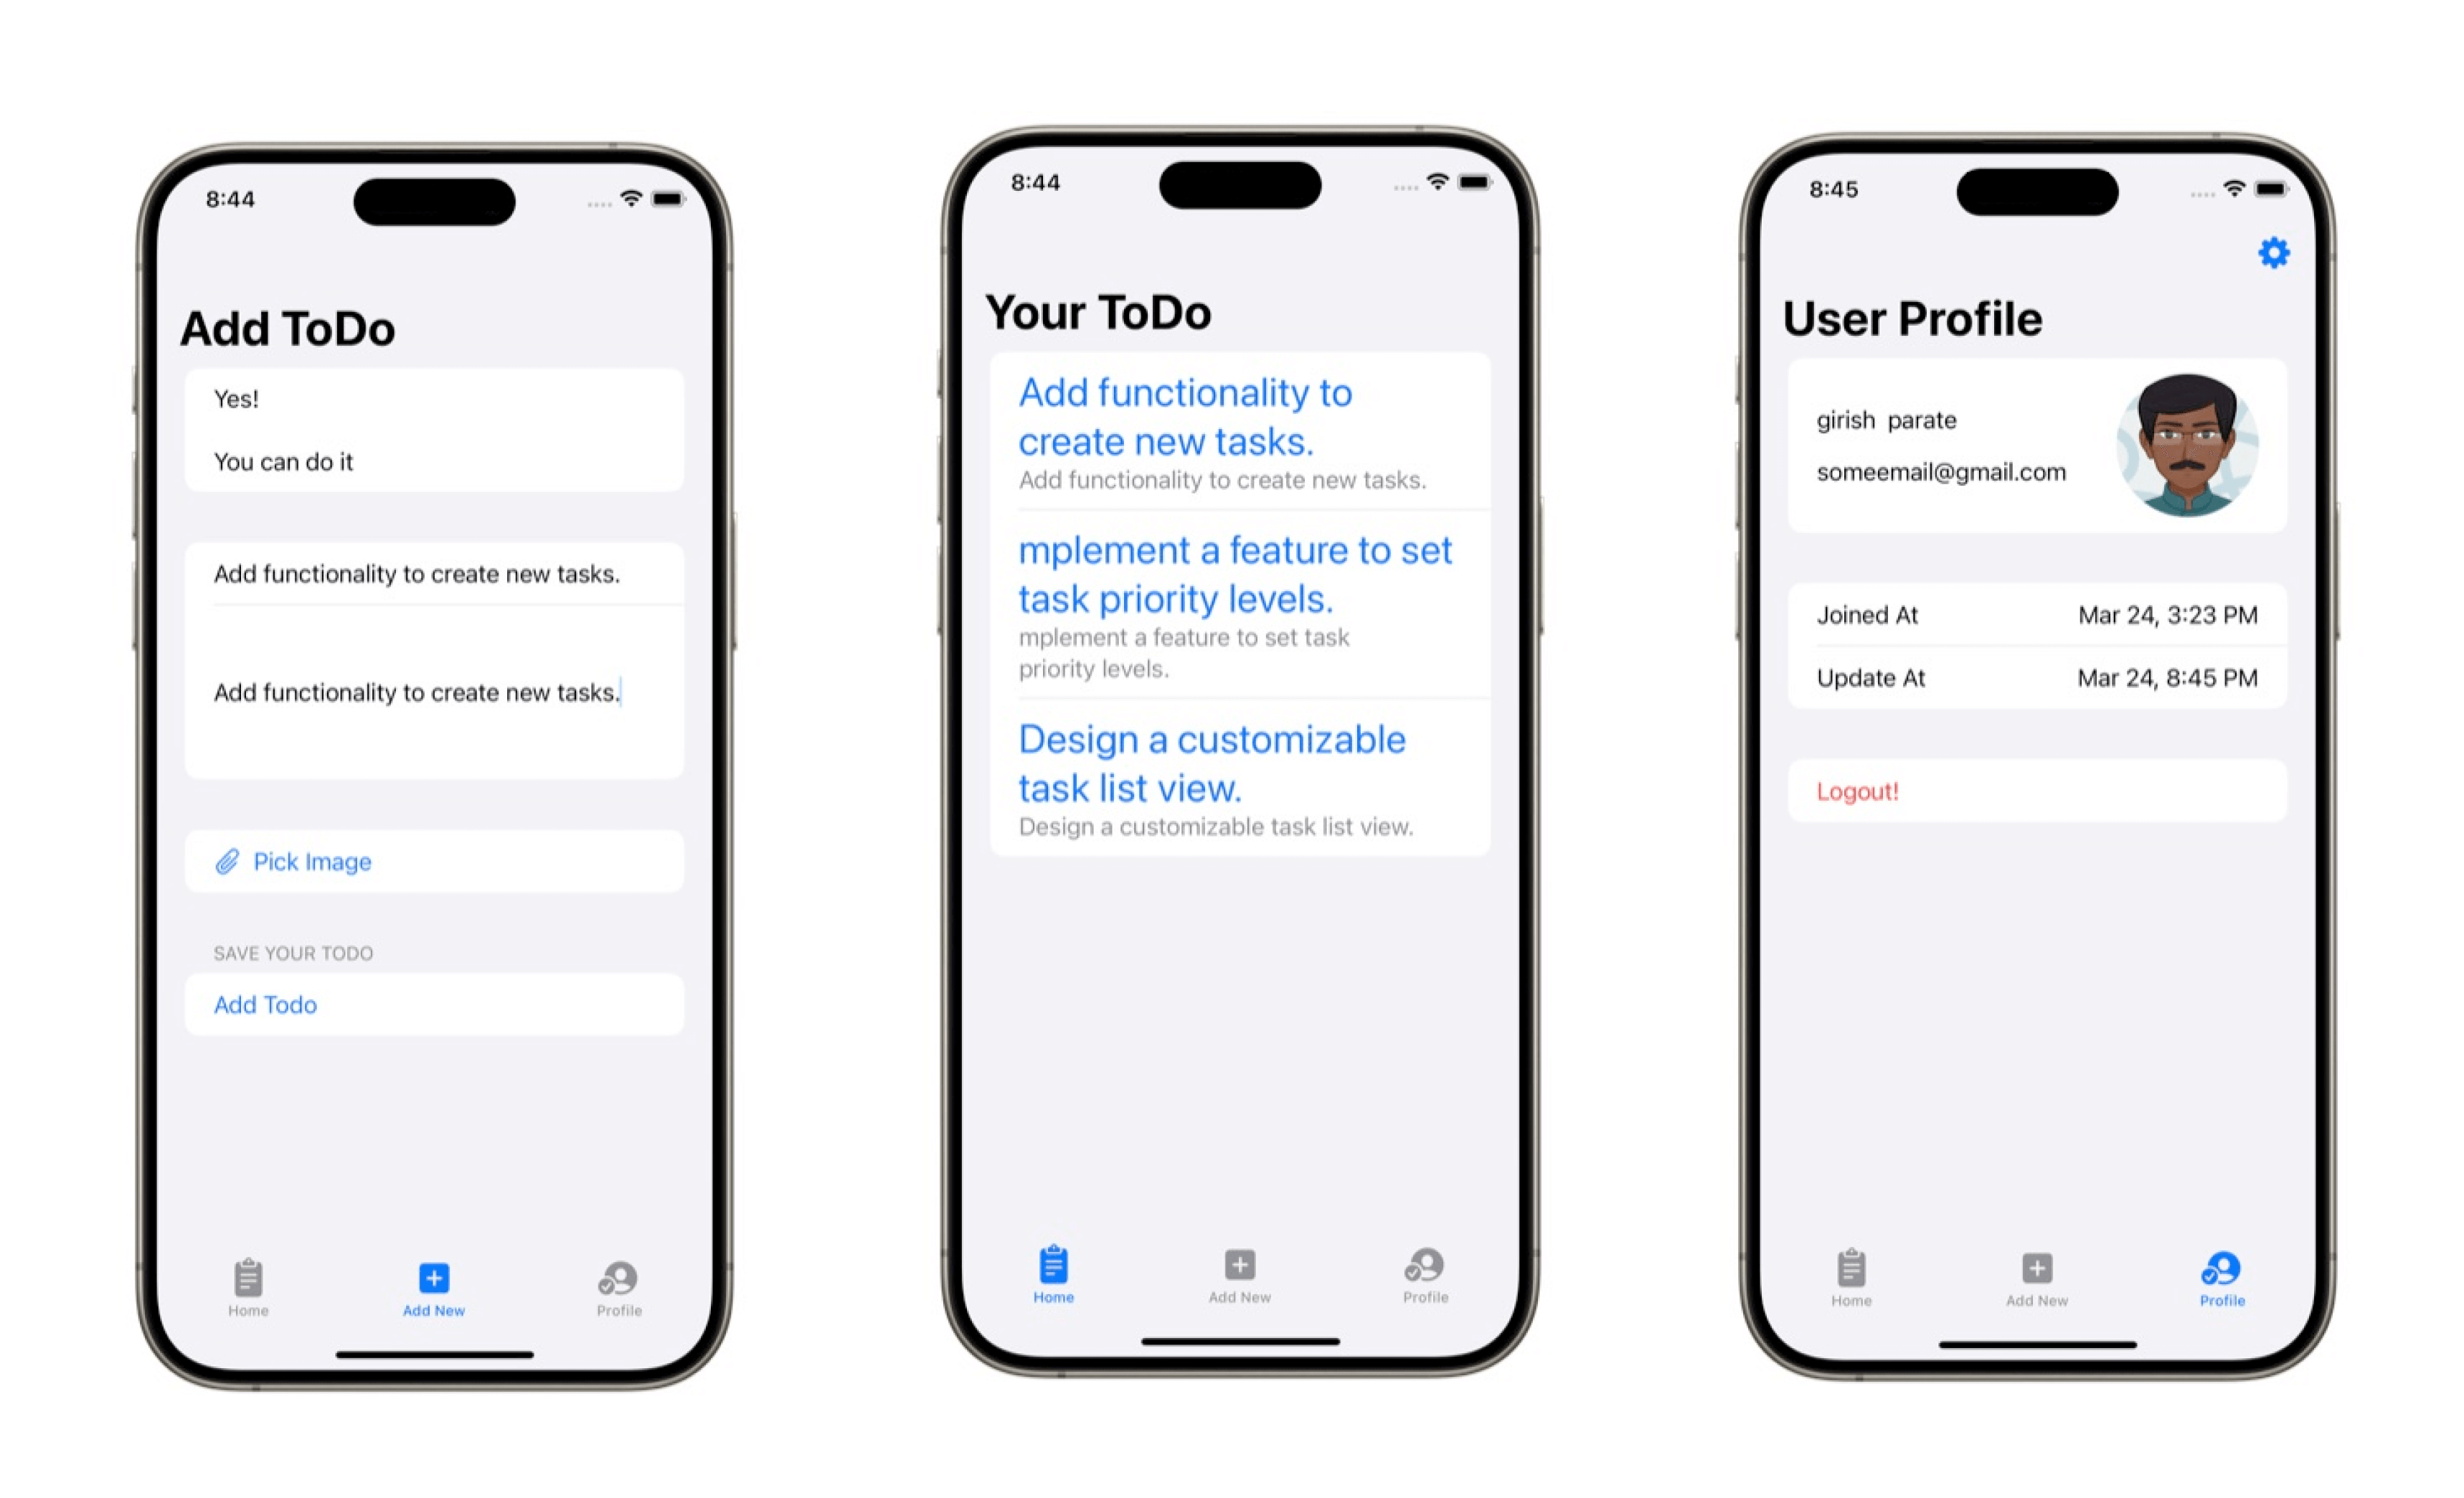 8:44
Add ToDo
Yes!
You can do it
Add functionality to create new tasks.
Add functionality to create new tasks.
Pick Image
SAVE YOUR TODO
Add Todo
Home
Add New
Profile
8:44
Your ToDo
Add functionality to
create new tasks.
Add functionality to create new tasks.
mplement a feature to set
task priority levels.
mplement a feature to set task
priority levels.
Design a customizable
task list view.
Design a customizable task list view.
Home
Add New
Profile
8:45
User Profile
girish parate
someemail@gmail.com
Joined At Mar 24, 3:23 PM
Update At Mar 24, 8:45 PM
Logout!
Home
Add New
Profile